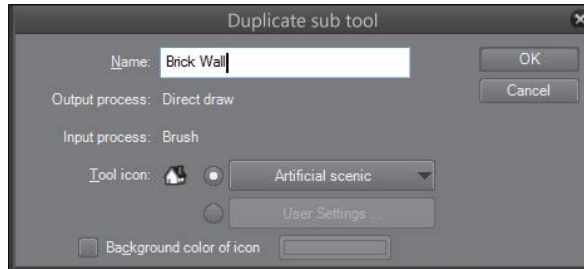 Duplicate sub tool
Name: Brick Wall
OK
Output process: Direct draw
Cancel
Input process: Brush
Tool icon: Artificial scenic
User Settings ...
Background color of icon